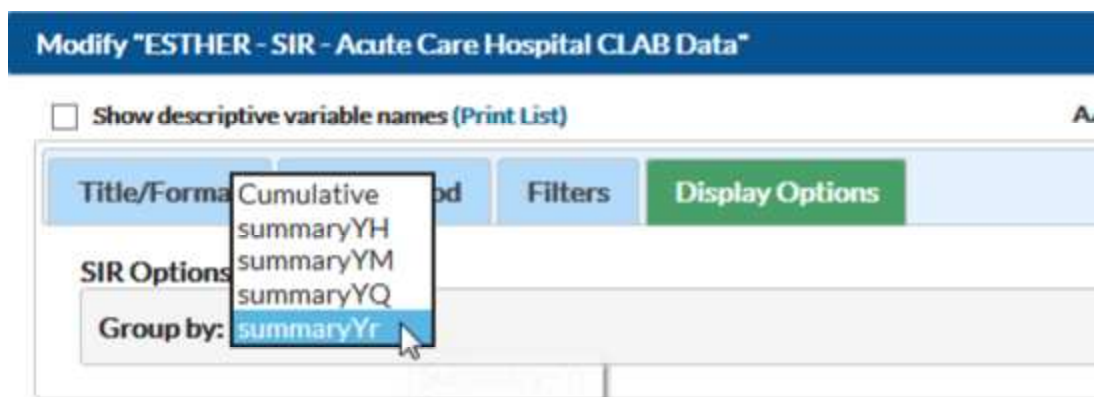 Modify "ESTHER - SIR - Acute Care Hospital CLAB Data"
Show descriptive variable names (Print List)
Title/Forma
od
Filters
Display Options
Cumulative
summaryYH
summaryYM
summaryYQ
summaryYr
SIR Options
Group by: